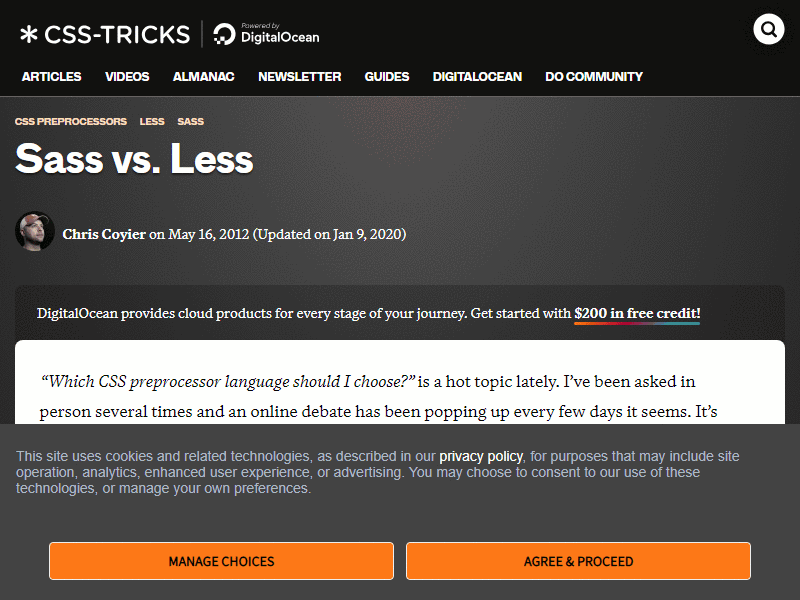 CSS-TRICKS
Powered by
DigitalOcean
ARTICLES VIDEOS ALMANAC NEWSLETTER GUIDES DIGITALOCEAN DO COMMUNITY
CSS PREPROCESSORS LESS SASS
Sass vs. Less
Chris Coyier on May 16, 2012 (Updated on Jan 9, 2020)
DigitalOcean provides cloud products for every stage of your journey. Get started with $200 in free credit!
“Which CSS preprocessor language should I choose?” is a hot topic lately. I’ve been asked in
person several times and an online debate has been popping up every few days it seems. It’s
This site uses cookies and related technologies, as described in our privacy policy, for purposes that may include site
operation, analytics, enhanced user experience, or advertising. You may choose to consent to our use of these
technologies, or manage your own preferences.
MANAGE CHOICES AGREE & PROCEED